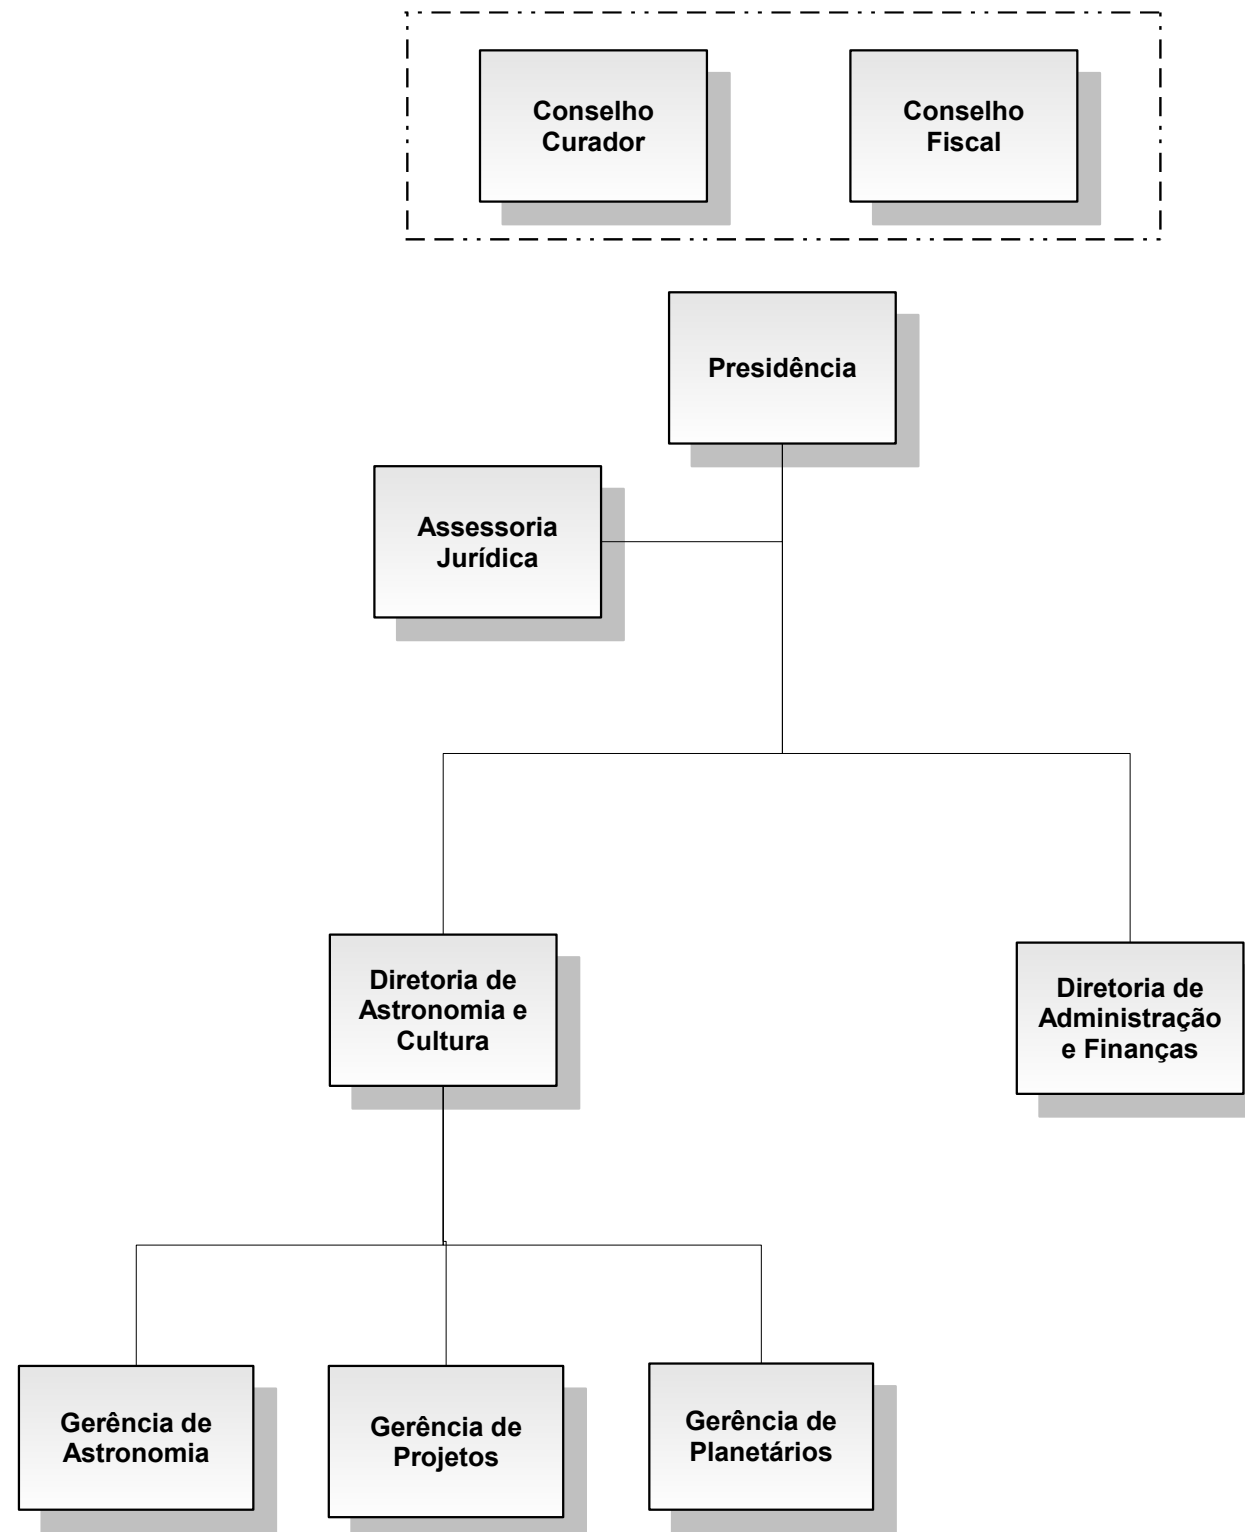 Conselho
Curador
Conselho
Fiscal
Presidência
Assessoria
Jurídica
Diretoria de
Astronomia e
Cultura
Diretoria de
Administração
e Finanças
Gerência de
Astronomia
Gerência de
Projetos
Gerência de
Planetários